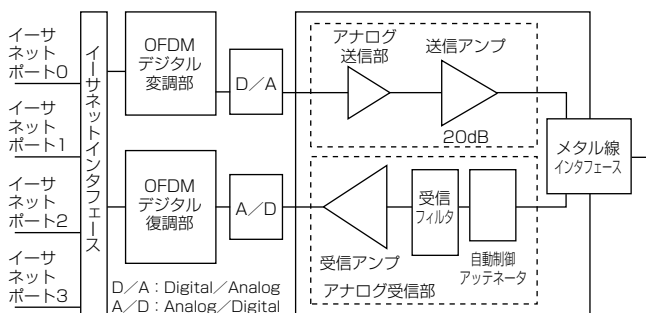 イーサ
ネット
ポート0
イーサ
ネット
ポート1
イーサ
ネット
ポート2
イーサ
ネット
ポート3
イーサネットインタフェース
OFDM
デジタル
変調部
D/A
アナログ
送信部
送信アンプ
20dB
メタル線
インタフェース
OFDM
デジタル
復調部
A/D
受信アンプ
受信
フィルタ
自動制御
アッテネータ
アナログ受信部
D/A:Digital/Analog
A/D:Analog/Digital